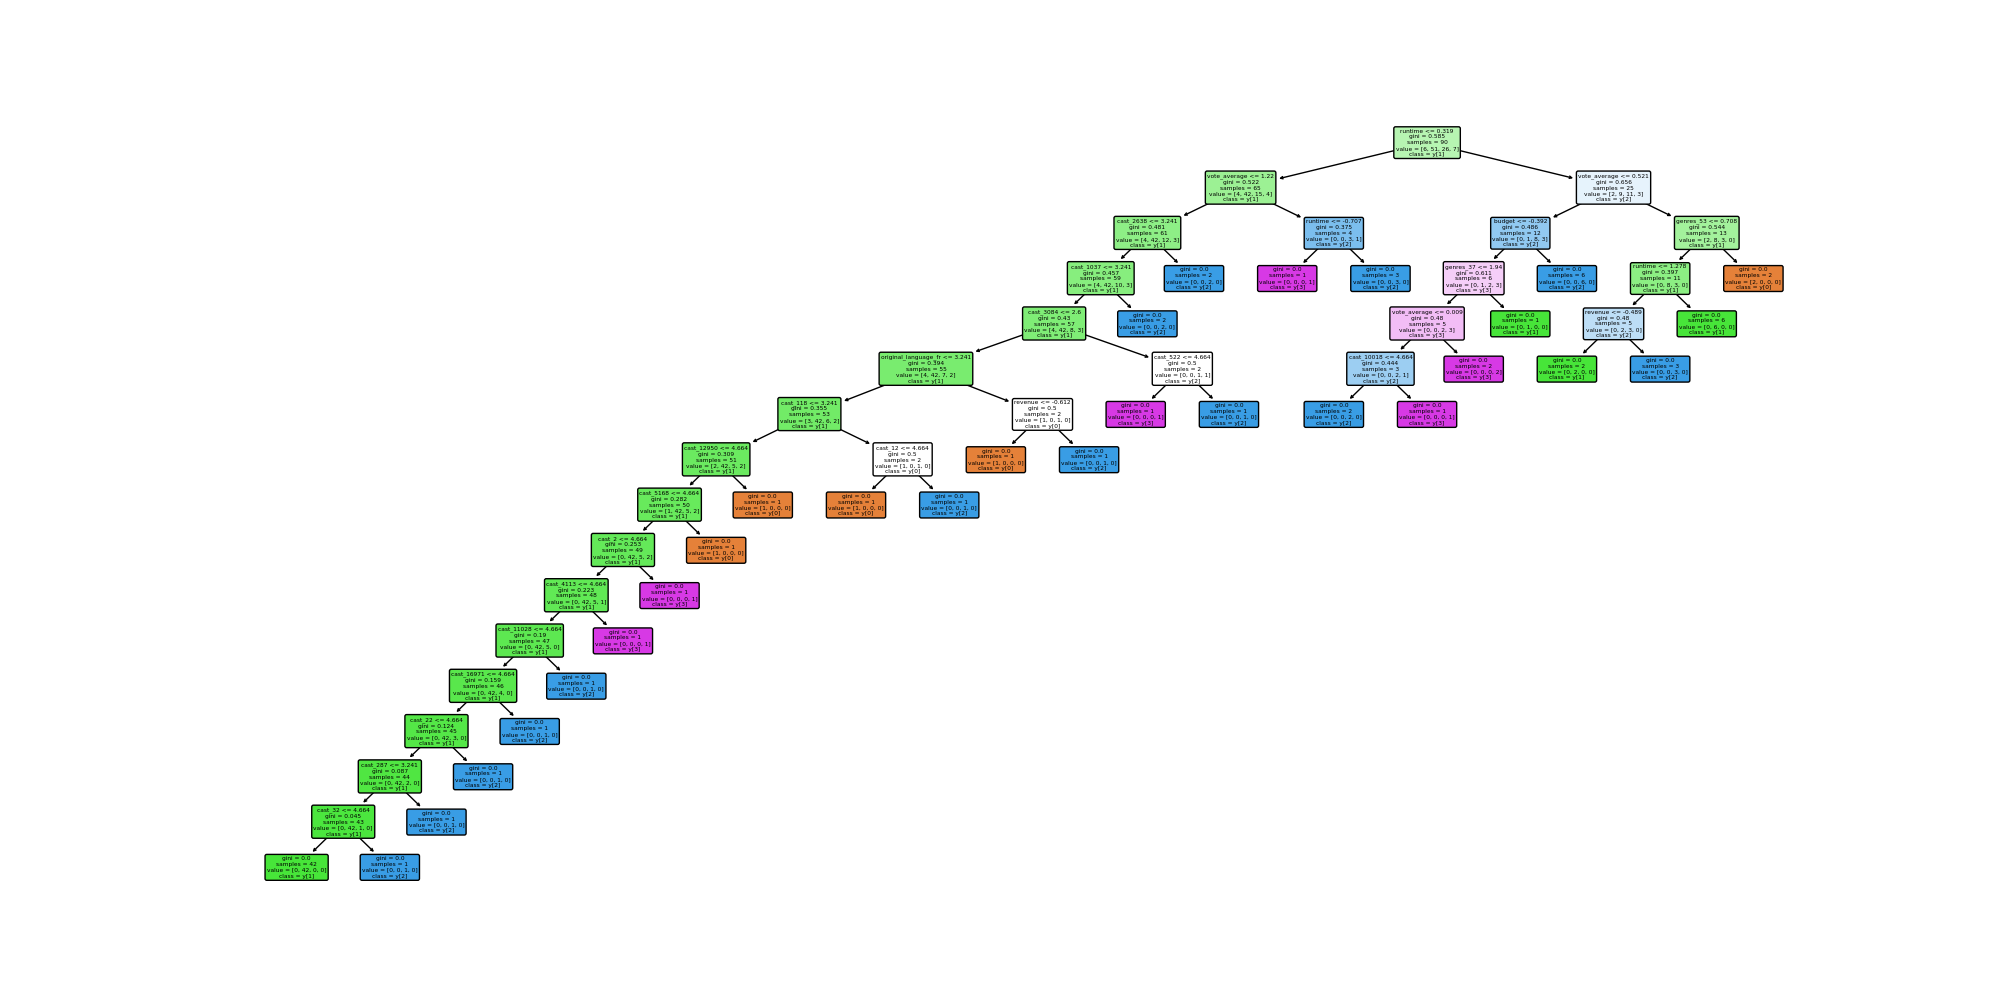 runtime <= 0.319
gini = 0.585
samples = 90
value = [6, 51, 26, 7]
class = y[1]
vote_average <= 1.22
gini = 0.522
samples = 65
value = [4, 42, 15, 4]
class = y[1]
vote_average <= 0.521
gini = 0.656
samples = 25
value = [2, 9, 11, 3]
class = y[2]
cast_2638 <= 3.241
gini = 0.481
samples = 61
value = [4, 42, 12, 3]
class = y[1]
runtime <= -0.707
gini = 0.375
samples = 4
value = [0, 0, 3, 1]
class = y[2]
budget <= -0.392
gini = 0.486
samples = 12
value = [0, 1, 8, 3]
class = y[2]
genres_53 <= 0.708
gini = 0.544
samples = 13
value = [2, 8, 3, 0]
class = y[1]
cast_1037 <= 3.241
gini = 0.457
samples = 59
value = [4, 42, 10, 3]
class = y[1]
gini = 0.0
samples = 2
value = [0, 0, 2, 0]
class = y[2]
gini = 0.0
samples = 1
value = [0, 0, 0, 1]
class = y[3]
gini = 0.0
samples = 3
value = [0, 0, 3, 0]
class = y[2]
genres_37 <= 1.94
gini = 0.611
samples = 6
value = [0, 1, 2, 3]
class = y[3]
gini = 0.0
samples = 6
value = [0, 0, 6, 0]
class = y[2]
runtime <= 1.278
gini = 0.397
samples = 11
value = [0, 8, 3, 0]
class = y[1]
gini = 0.0
samples = 2
value = [2, 0, 0, 0]
class = y[0]
cast_3084 <= 2.6
gini = 0.43
samples = 57
value = [4, 42, 8, 3]
class = y[1]
gini = 0.0
samples = 2
value = [0, 0, 2, 0]
class = y[2]
vote_average <= 0.009
gini = 0.48
samples = 5
value = [0, 0, 2, 3]
class = y[3]
gini = 0.0
samples = 1
value = [0, 1, 0, 0]
class = y[1]
revenue <= -0.489
gini = 0.48
samples = 5
value = [0, 2, 3, 0]
class = y[2]
gini = 0.0
samples = 6
value = [0, 6, 0, 0]
class = y[1]
original_language_fr <= 3.241
gini = 0.394
samples = 55
value = [4, 42, 7, 2]
class = y[1]
cast_522 <= 4.664
gini = 0.5
samples = 2
value = [0, 0, 1, 1]
class = y[2]
cast_10018 <= 4.664
gini = 0.444
samples = 3
value = [0, 0, 2, 1]
class = y[2]
gini = 0.0
samples = 2
value = [0, 0, 0, 2]
class = y[3]
gini = 0.0
samples = 2
value = [0, 2, 0, 0]
class = y[1]
gini = 0.0
samples = 3
value = [0, 0, 3, 0]
class = y[2]
cast_118 <= 3.241
gini = 0.355
samples = 53
value = [3, 42, 6, 2]
class = y[1]
revenue <= -0.612
gini = 0.5
samples = 2
value = [1, 0, 1, 0]
class = y[0]
gini = 0.0
samples = 1
value = [0, 0, 0, 1]
class = y[3]
gini = 0.0
samples = 1
value = [0, 0, 1, 0]
class = y[2]
gini = 0.0
samples = 2
value = [0, 0, 2, 0]
class = y[2]
gini = 0.0
samples = 1
value = [0, 0, 0, 1]
class = y[3]
cast_12950 <= 4.664
gini = 0.309
samples = 51
value = [2, 42, 5, 2]
class = y[1]
cast_12 <= 4.664
gini = 0.5
samples = 2
value = [1, 0, 1, 0]
class = y[0]
gini = 0.0
samples = 1
value = [1, 0, 0, 0]
class = y[0]
gini = 0.0
samples = 1
value = [0, 0, 1, 0]
class = y[2]
cast_5168 <= 4.664
gini = 0.282
samples = 50
value = [1, 42, 5, 2]
class = y[1]
gini = 0.0
samples = 1
value = [1, 0, 0, 0]
class = y[0]
gini = 0.0
samples = 1
value = [1, 0, 0, 0]
class = y[0]
gini = 0.0
samples = 1
value = [0, 0, 1, 0]
class = y[2]
cast_2 <= 4.664
gini = 0.253
samples = 49
value = [0, 42, 5, 2]
class = y[1]
gini = 0.0
samples = 1
value = [1, 0, 0, 0]
class = y[0]
cast_4113 <= 4.664
gini = 0.223
samples = 48
value = [0, 42, 5, 1]
class = y[1]
gini = 0.0
samples = 1
value = [0, 0, 0, 1]
class = y[3]
cast_11028 <= 4.664
gini = 0.19
samples = 47
value = [0, 42, 5, 0]
class = y[1]
gini = 0.0
samples = 1
value = [0, 0, 0, 1]
class = y[3]
cast_16971 <= 4.664
gini = 0.159
samples = 46
value = [0, 42, 4, 0]
class = y[1]
gini = 0.0
samples = 1
value = [0, 0, 1, 0]
class = y[2]
cast_22 <= 4.664
gini = 0.124
samples = 45
value = [0, 42, 3, 0]
class = y[1]
gini = 0.0
samples = 1
value = [0, 0, 1, 0]
class = y[2]
cast_287 <= 3.241
gini = 0.087
samples = 44
value = [0, 42, 2, 0]
class = y[1]
gini = 0.0
samples = 1
value = [0, 0, 1, 0]
class = y[2]
cast_32 <= 4.664
gini = 0.045
samples = 43
value = [0, 42, 1, 0]
class = y[1]
gini = 0.0
samples = 1
value = [0, 0, 1, 0]
class = y[2]
gini = 0.0
samples = 42
value = [0, 42, 0, 0]
class = y[1]
gini = 0.0
samples = 1
value = [0, 0, 1, 0]
class = y[2]